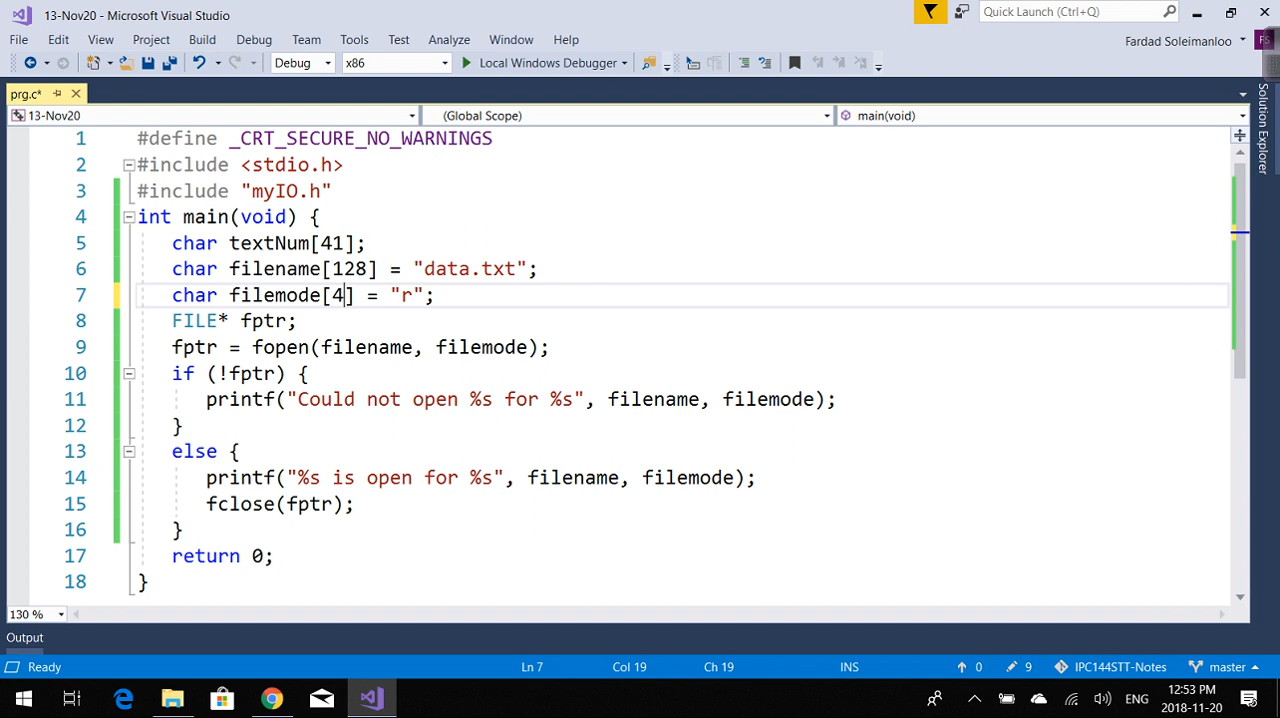 13-Nov20 - Microsoft Visual Studio
Quick Launch (Ctrl+Q)
File Edit View Project Build Debug Team Tools Test Analyze Window Help
Fardad Soleimanloo FS
Debug x86 Local Windows Debugger
prg.c*
13-Nov20 (Global Scope) main(void)
Solution Explorer
1 #define _CRT_SECURE_NO_WARNINGS
2 #include <stdio.h>
3 #include "myIO.h"
4 int main(void) {
5 char textNum[41];
6 char filename[128] = "data.txt";
7 char filemode[4] = "r";
8 FILE* fptr;
9 fptr = fopen(filename, filemode);
10 if (!fptr) {
11 printf("Could not open %s for %s", filename, filemode);
12 }
13 else {
14 printf("%s is open for %s", filename, filemode);
15 fclose(fptr);
16 }
17 return 0;
18 }
130 %
Output
Ready Ln 7 Col 19 Ch 19 INS 0 9 IPC144STT-Notes master
ENG 12:53 PM
2018-11-20